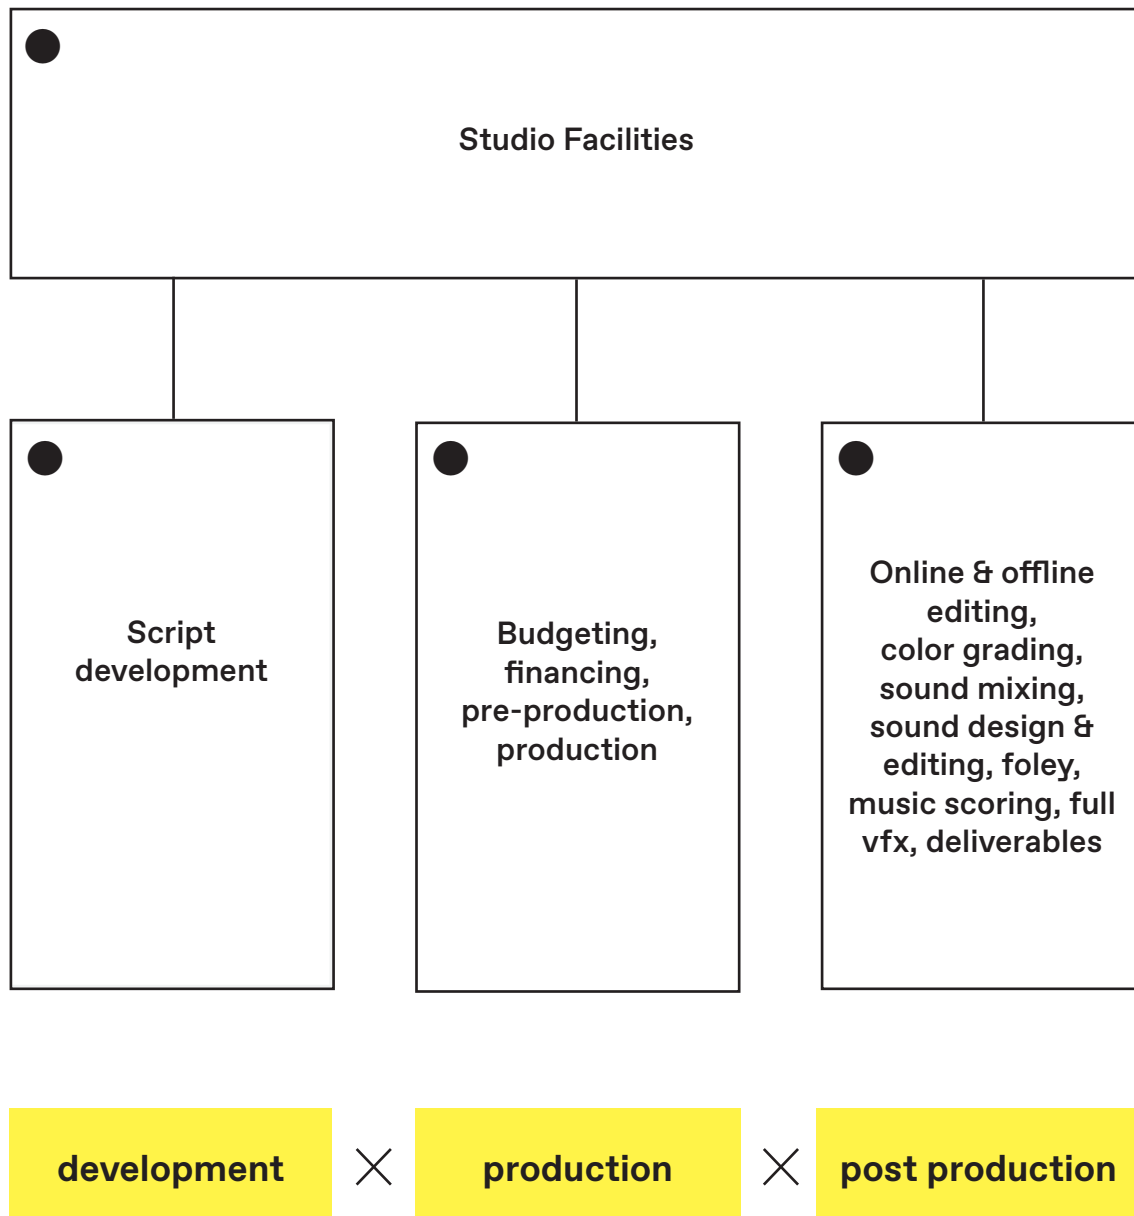 Studio Facilities
Script
development
Budgeting,
financing,
pre-production,
production
Online & offline
editing,
color grading,
sound mixing,
sound design &
editing, foley,
music scoring, full
vfx, deliverables
development
production
post production